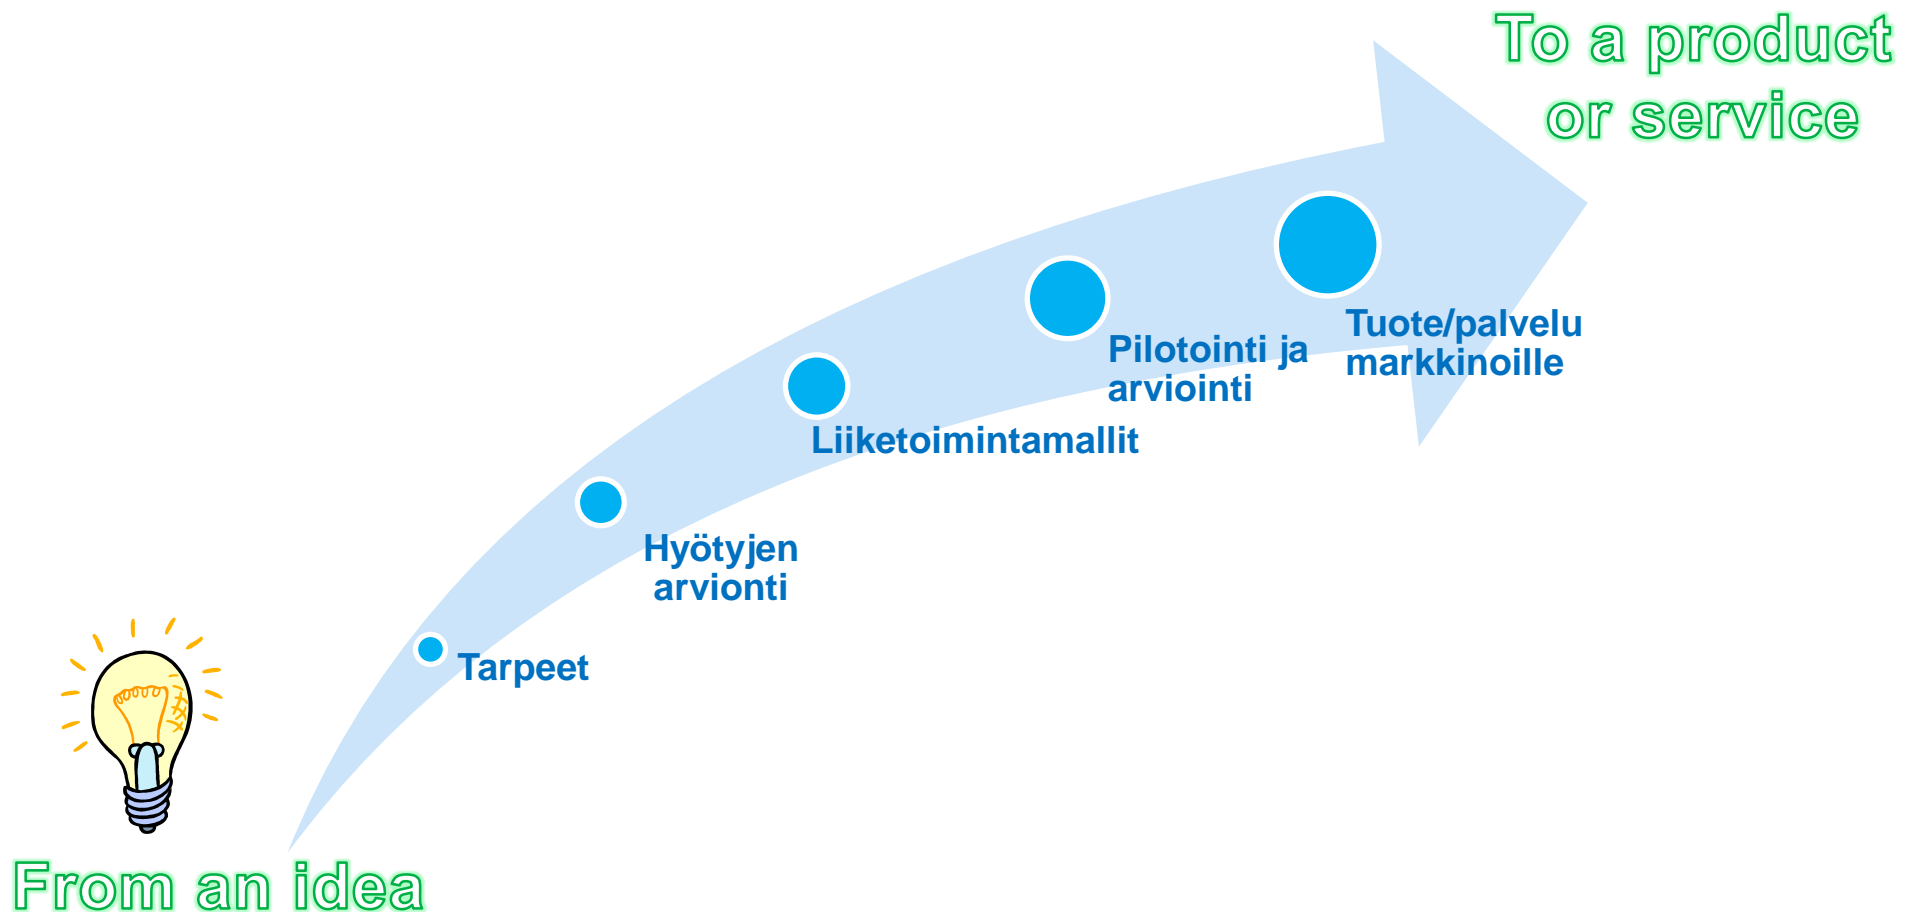 To a product
or service
Tuote/palvelu
markkinoille
Pilotointi ja
arviointi
Liiketoimintamallit
Hyötyjen
arvionti
Tarpeet
From an idea